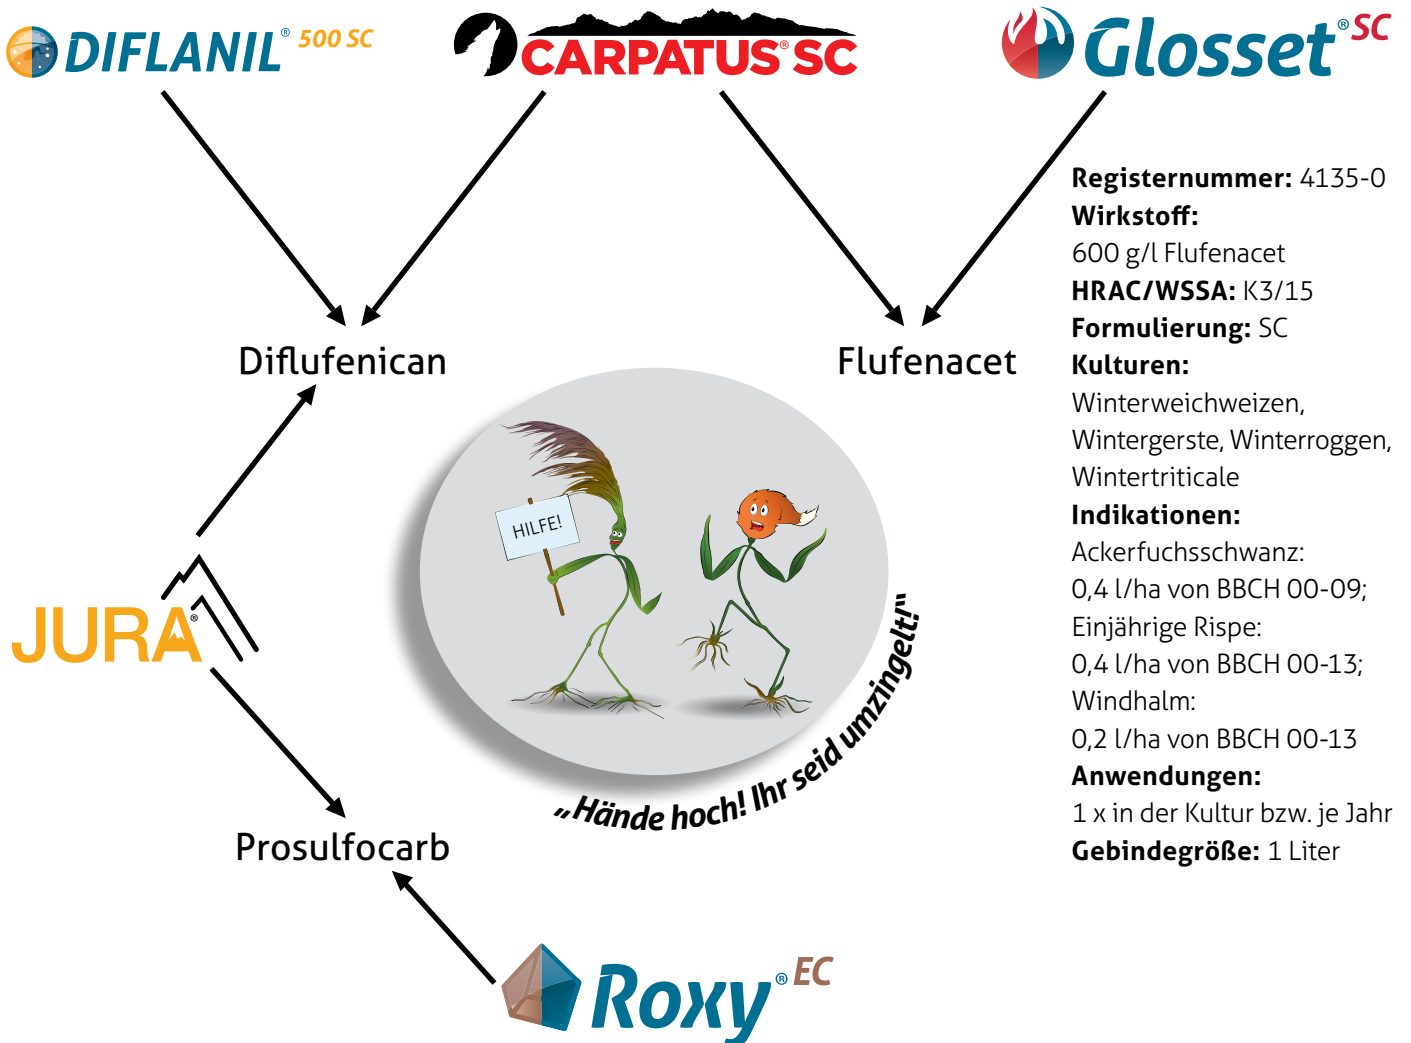 DIFLANIL® 500 SC
CARPATUS® SC
Glosset® SC
Registernummer: 4135-0
Wirkstoff:
600 g/l Flufenacet
HRAC/WSSA: K3/15
Formulierung: SC
Kulturen:
Winterweichweizen,
Wintergerste, Winterroggen,
Wintertriticale
Indikationen:
Ackerfuchsschwanz:
0,4 l/ha von BBCH 00-09;
Einjährige Rispe:
0,4 l/ha von BBCH 00-13;
Windhalm:
0,2 l/ha von BBCH 00-13
Anwendungen:
1 x in der Kultur bzw. je Jahr
Gebindegröße: 1 Liter
Diflufenican
Flufenacet
HILFE!
JURA®
„Hände hoch! Ihr seid umzingelt!“
Prosulfocarb
Roxy® EC